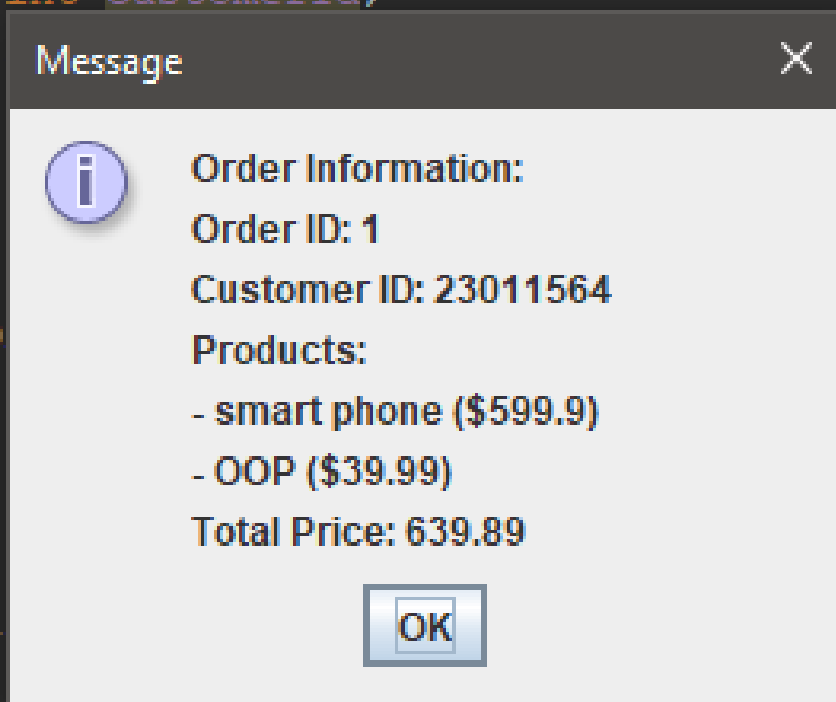 Message
Order Information:
Order ID: 1
Customer ID: 23011564
Products:
- smart phone ($599.9)
- OOP ($39.99)
Total Price: 639.89
OK